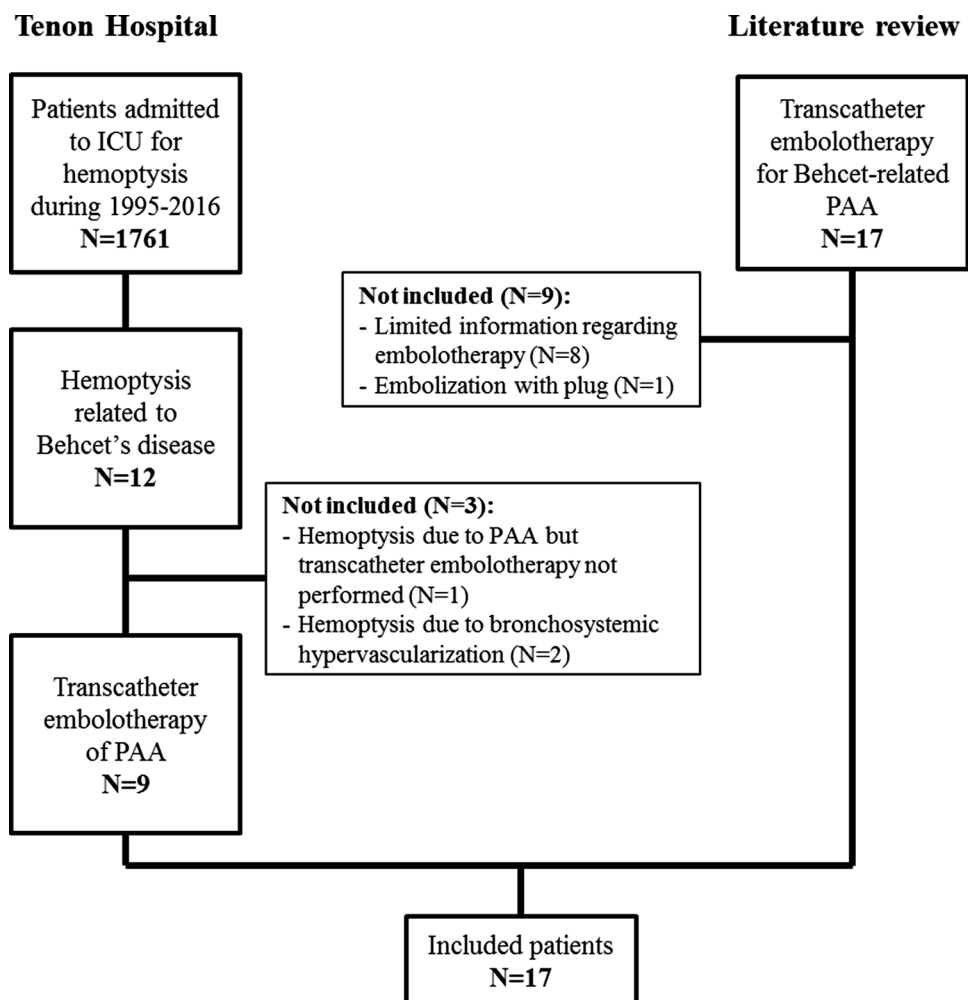 Tenon Hospital
Literature review
Patients admitted
to ICU for
hemoptysis
during 1995-2016
N=1761
Transcatheter
embolotherapy
for Behcet-related
PAA
N=17
Not included (N=9):
- Limited information regarding
embolotherapy (N=8)
- Embolization with plug (N=1)
Hemoptysis
related to
Behcet’s disease
N=12
Not included (N=3):
- Hemoptysis due to PAA but
transcatheter embolotherapy not
performed (N=1)
- Hemoptysis due to bronchosystemic
hypervascularization (N=2)
Transcatheter
embolotherapy
of PAA
N=9
Included patients
N=17